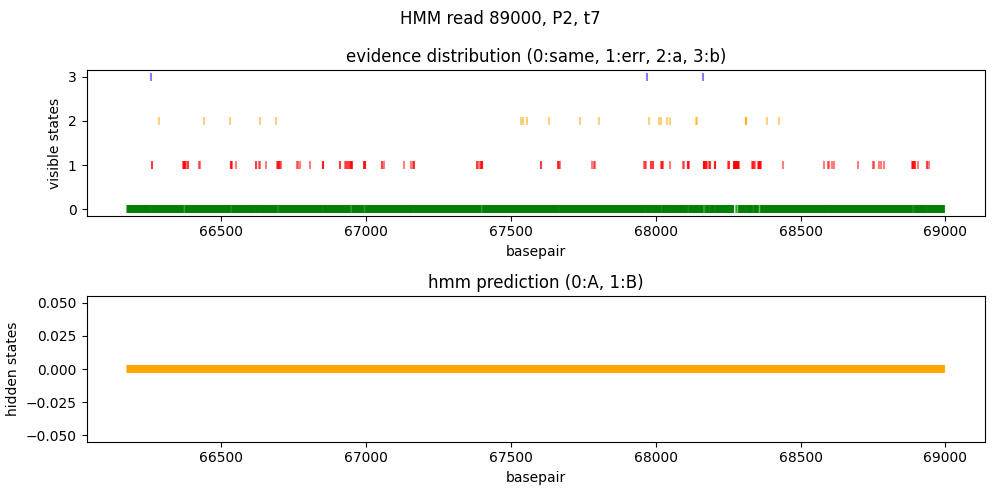 HMM read 89000, P2, t7
evidence distribution (0:same, 1:err, 2:a, 3:b)
visible states
3
2
1
0
66500 67000 67500 68000 68500 69000
basepair
hmm prediction (0:A, 1:B)
hidden states
0.050
0.025
0.000
−0.025
−0.050
66500 67000 67500 68000 68500 69000
basepair